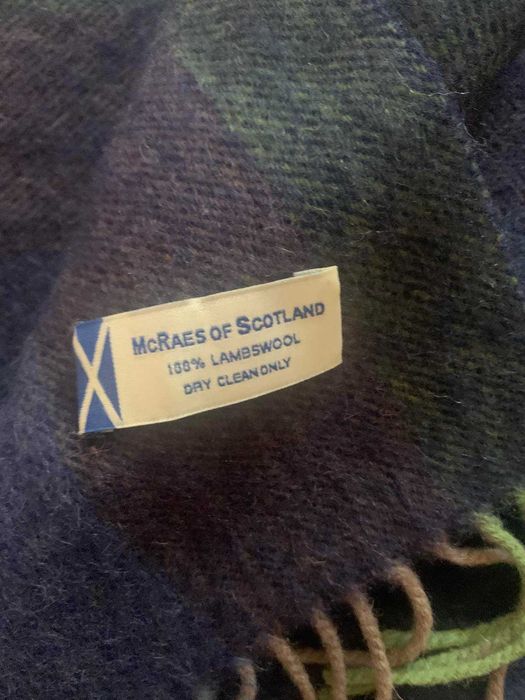 McRAES OF SCOTLAND
100% LAMBSWOOL
DRY CLEAN ONLY